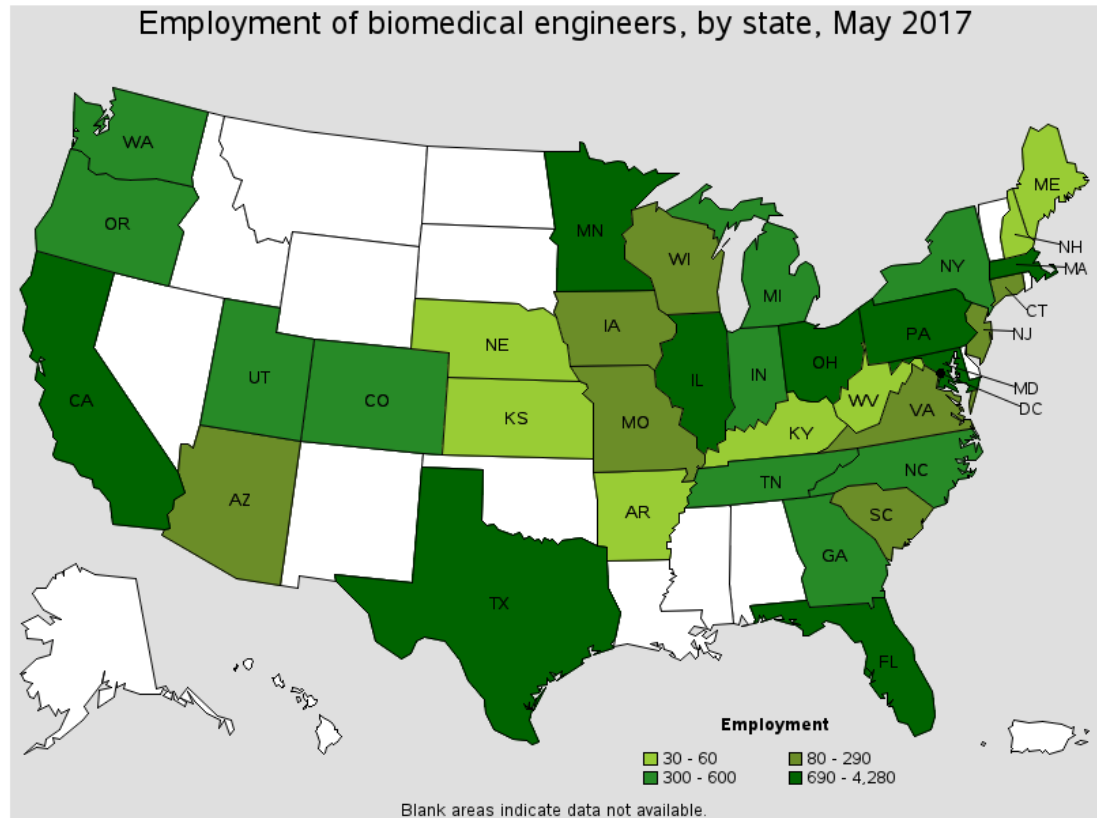 Employment of biomedical engineers, by state, May 2017
WA
OR
CA
UT
CO
AZ
NE
KS
TX
MN
IA
MO
AR
WI
IL
MI
IN
OH
KY
TN
WV
VA
NC
SC
GA
FL
PA
NY
ME
NH
MA
CT
NJ
MD
DC
Employment
30 - 60
80 - 290
300 - 600
690 - 4,280
Blank areas indicate data not available.